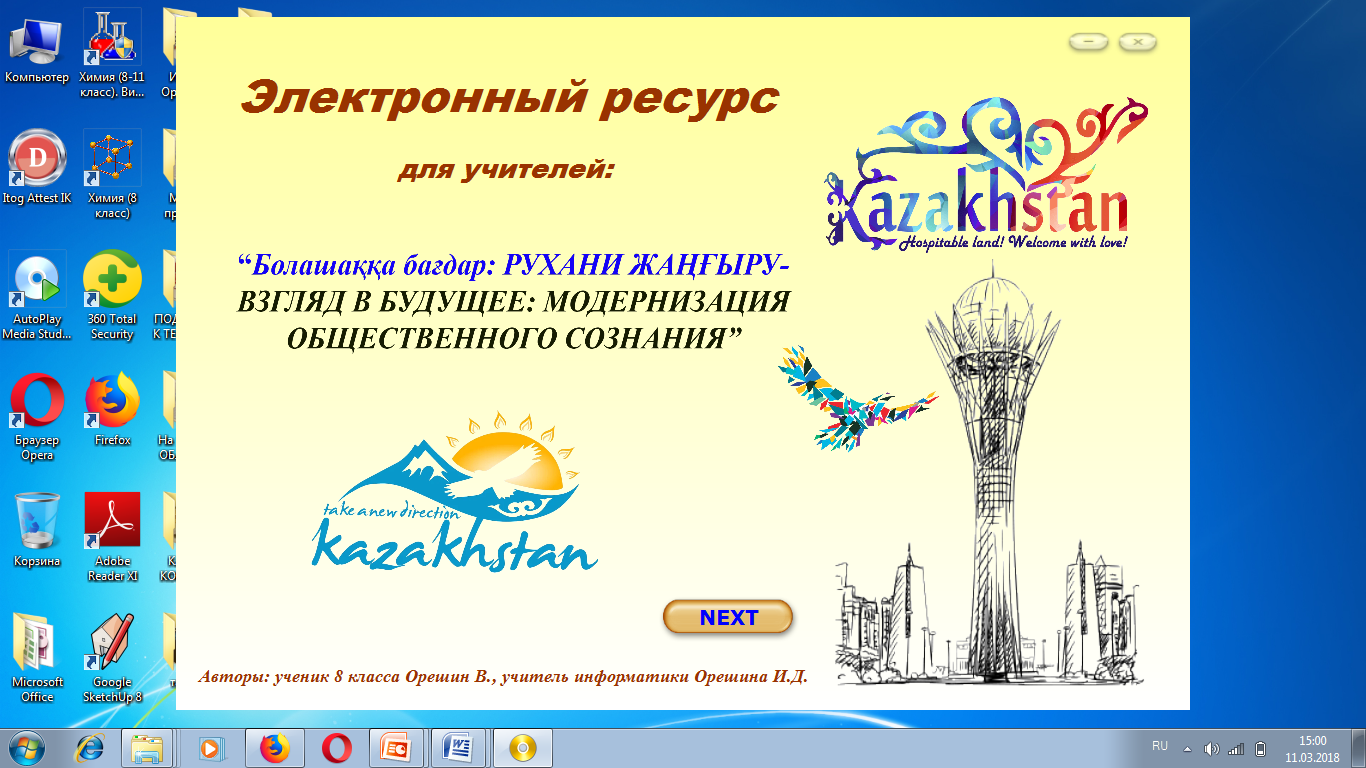 Компьютер
Химия (8-11
класс). Ви...
Itog Attest IK
Химия (8
класс)
AutoPlay
Media Stud...
360 Total
Security
Браузер
Opera
Firefox
Корзина
Adobe
Reader XI
Microsoft
Office
Google
SketchUp 8
Электронный ресурс
для учителей:
“Болашаққа бағдар: РУХАНИ ЖАҢҒЫРУ-
ВЗГЛЯД В БУДУЩЕЕ: МОДЕРНИЗАЦИЯ
ОБЩЕСТВЕННОГО СОЗНАНИЯ”
Kazakhstan
Hospitable land! Welcome with love!
take a new direction
kazakhstan
NEXT
Авторы: ученик 8 класса Орешин В., учитель информатики Орешина И.Д.
RU
15:00
11.03.2018